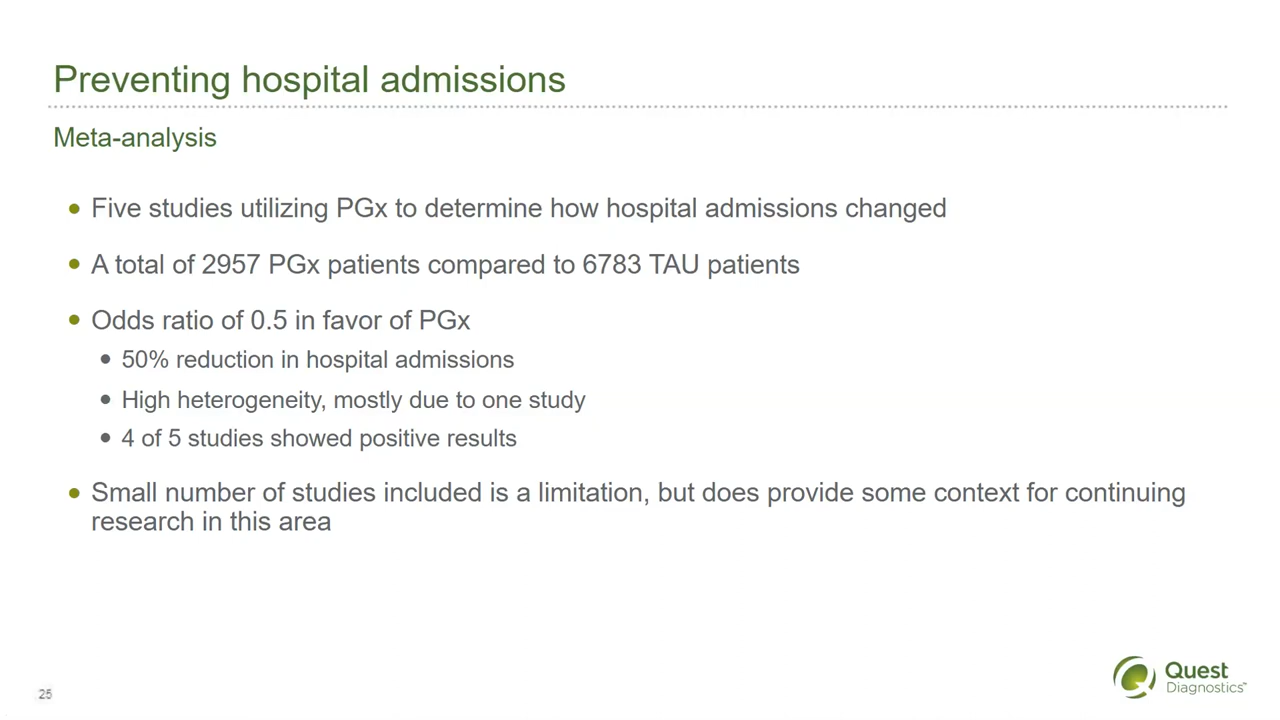 Preventing hospital admissions
Meta-analysis
• Five studies utilizing PGx to determine how hospital admissions changed
• A total of 2957 PGx patients compared to 6783 TAU patients
• Odds ratio of 0.5 in favor of PGx
• 50% reduction in hospital admissions
• High heterogeneity, mostly due to one study
• 4 of 5 studies showed positive results
• Small number of studies included is a limitation, but does provide some context for continuing
research in this area
25
Quest
Diagnostics™